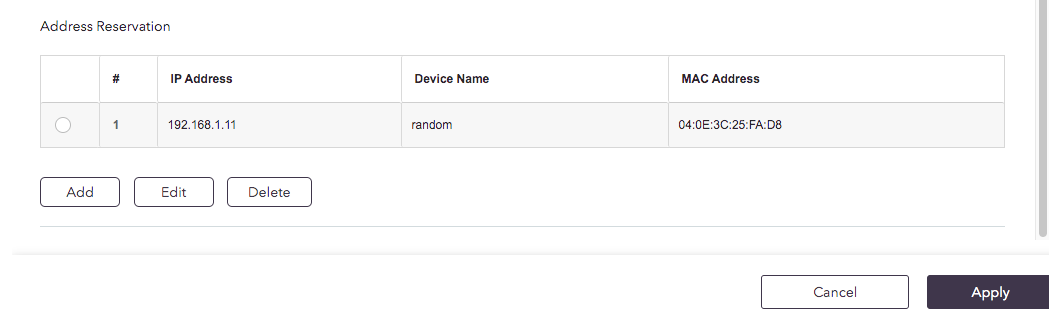 Address Reservation
# IP Address Device Name MAC Address
1 192.168.1.11 random 04:0E:3C:25:FA:D8
Add Edit Delete
Cancel Apply